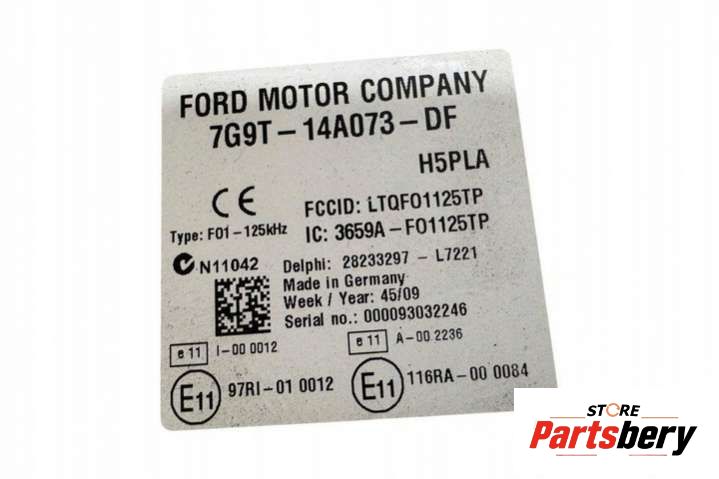 FORD MOTOR COMPANY
7G9T-14A073-DF
H5PLA
CE
FCCID: LTQFO1125TP
Type: F01-125kHz
IC: 3659A-FO1125TP
N11042
Delphi: 28233297 - L7221
Made in Germany
Week / Year: 45/09
Serial no.: 000093032246
e 11 I-00 0012
e 11 A-00 2236
E11 97RI-01 0012
E11 116RA-00 0084
STORE
Partsbery